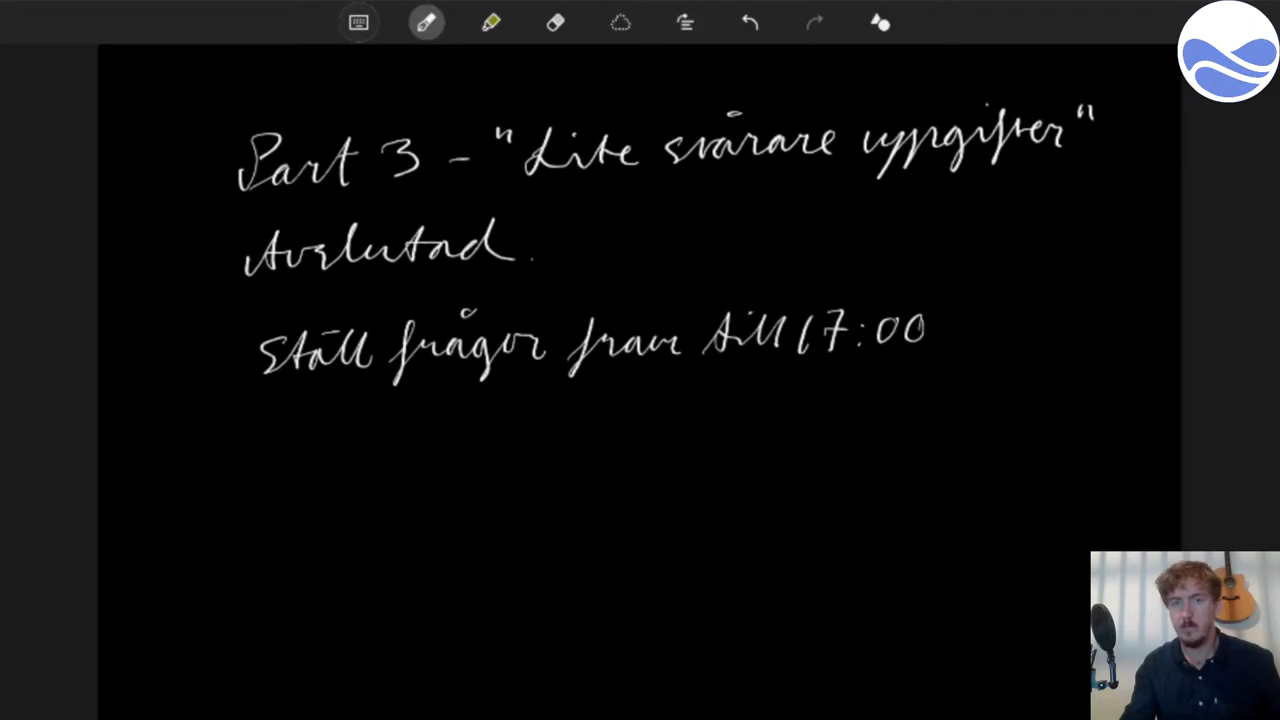 Part 3 - "Lite svårare uppgifter"
Avslutad.
Ställ frågor fram till 17:00